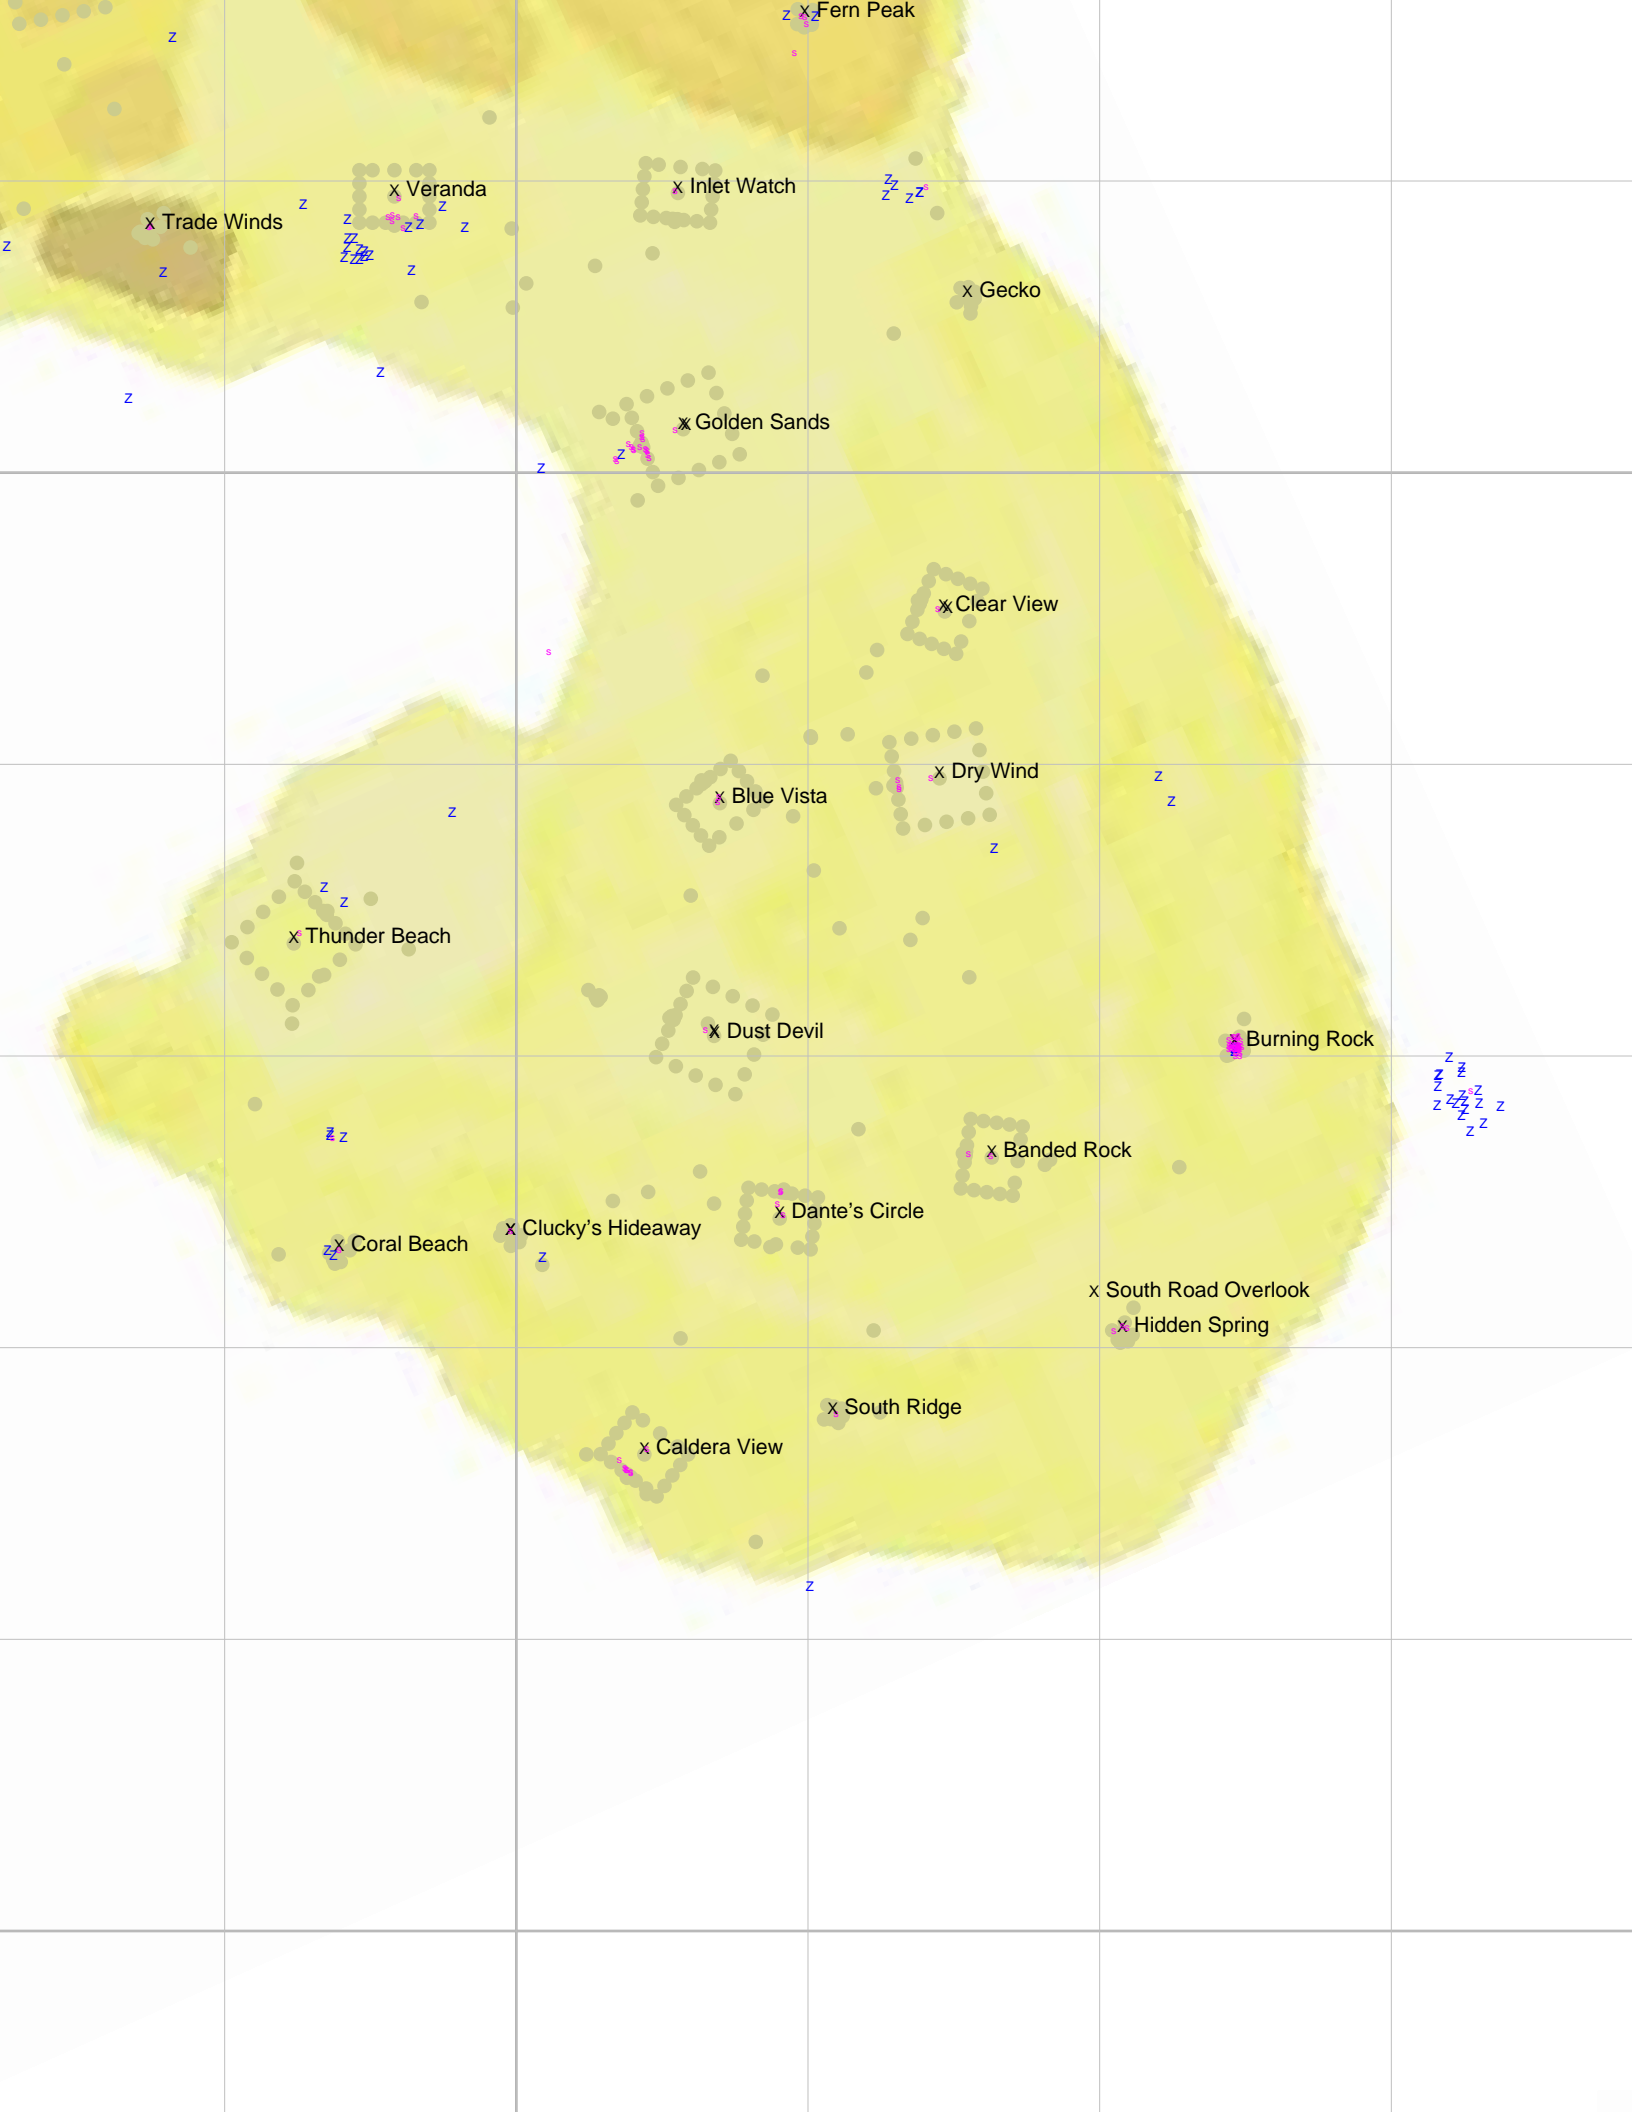 Fern Peak
Veranda
Inlet Watch
Trade Winds
Gecko
Golden Sands
Clear View
Dry Wind
Blue Vista
Thunder Beach
Dust Devil
Burning Rock
Banded Rock
Dante's Circle
Clucky's Hideaway
Coral Beach
South Road Overlook
Hidden Spring
South Ridge
Caldera View